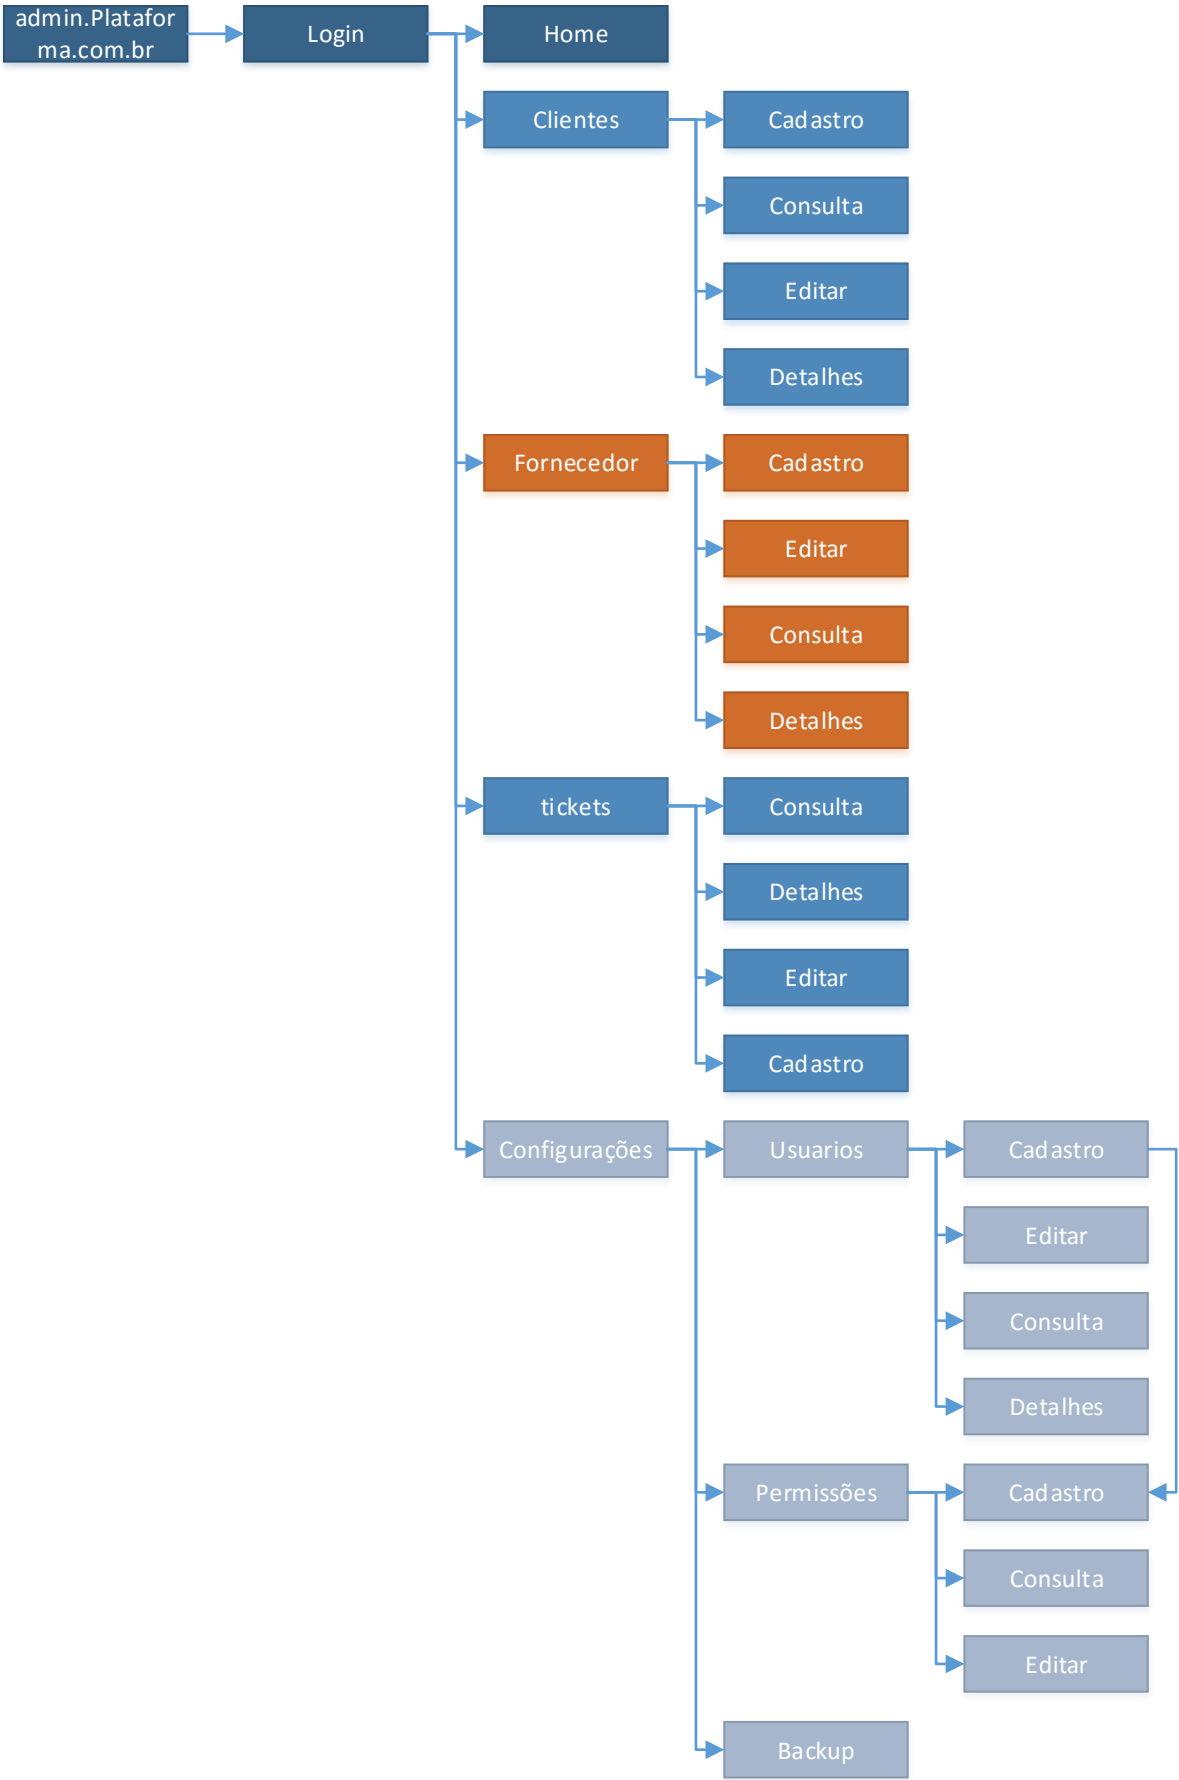 admin.Platafor
ma.com.br
Login
Home
Clientes
Cadastro
Consulta
Editar
Detalhes
Fornecedor
Cadastro
Editar
Consulta
Detalhes
tickets
Consulta
Detalhes
Editar
Cadastro
Configurações
Usuarios
Cadastro
Editar
Consulta
Detalhes
Permissões
Cadastro
Consulta
Editar
Backup